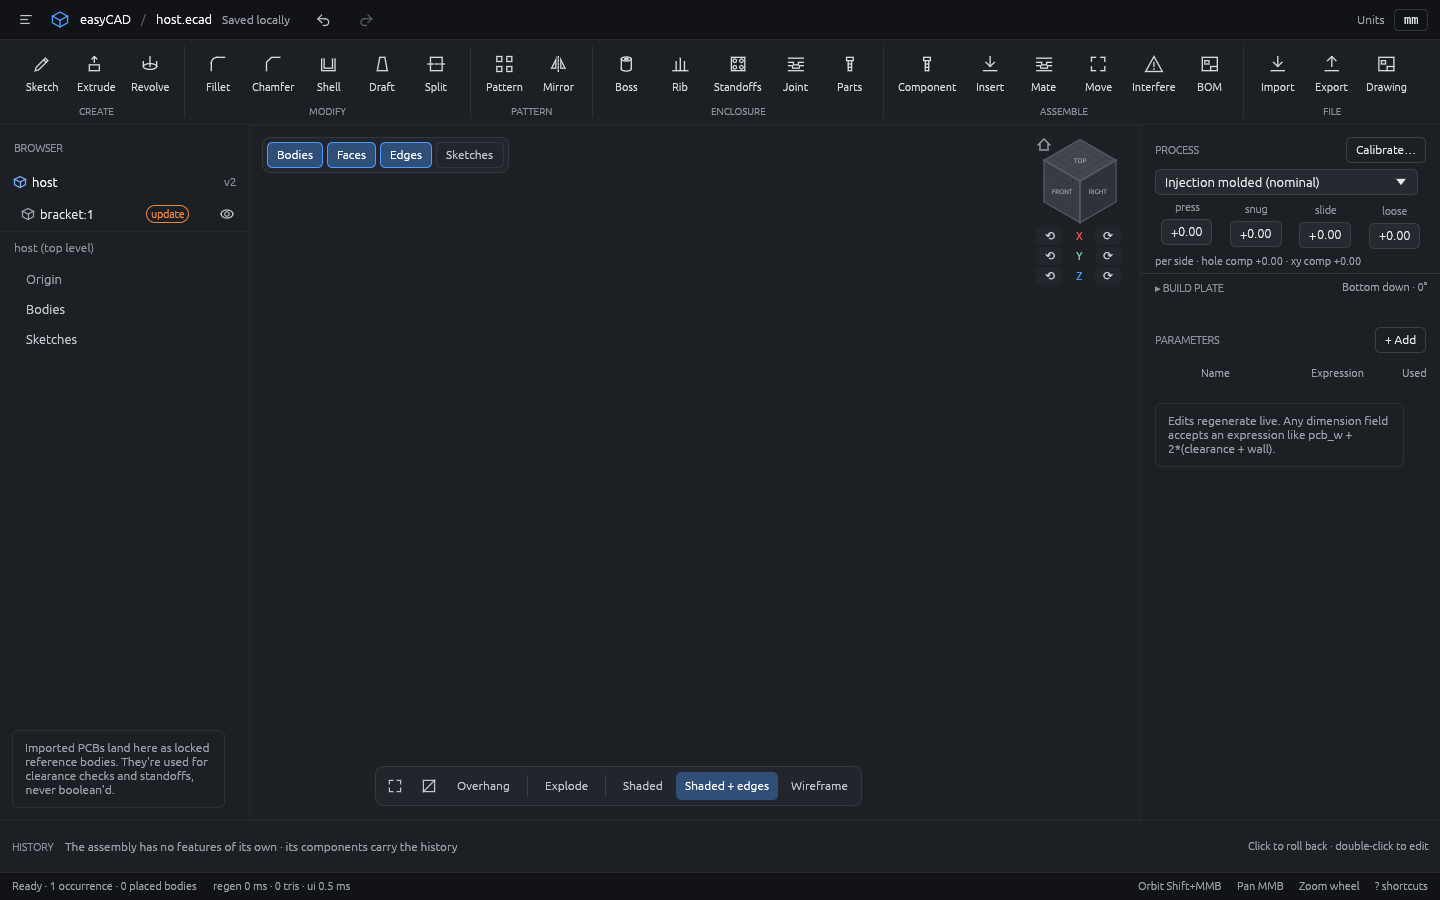 easyCAD / host.ecad Saved locally
Units mm
Sketch Extrude Revolve Fillet Chamfer Shell Draft Split Pattern Mirror Boss Rib Standoffs Joint Parts Component Insert Mate Move Interfere BOM Import Export Drawing
CREATE MODIFY PATTERN ENCLOSURE ASSEMBLE FILE
BROWSER
host v2
bracket:1 update
host (top level)
Origin
Bodies
Sketches
Imported PCBs land here as locked
reference bodies. They're used for
clearance checks and standoffs,
never boolean'd.
Bodies Faces Edges Sketches
TOP
FRONT RIGHT
X
Y
Z
Overhang Explode Shaded Shaded + edges Wireframe
PROCESS Calibrate...
Injection molded (nominal)
press snug slide loose
+0.00 +0.00 +0.00 +0.00
per side · hole comp +0.00 · xy comp +0.00
▸ BUILD PLATE Bottom down · 0°
PARAMETERS + Add
Name Expression Used
Edits regenerate live. Any dimension field
accepts an expression like pcb_w +
2*(clearance + wall).
HISTORY The assembly has no features of its own · its components carry the history
Click to roll back · double-click to edit
Ready · 1 occurrence · 0 placed bodies regen 0 ms · 0 tris · ui 0.5 ms
Orbit Shift+MMB Pan MMB Zoom wheel ? shortcuts